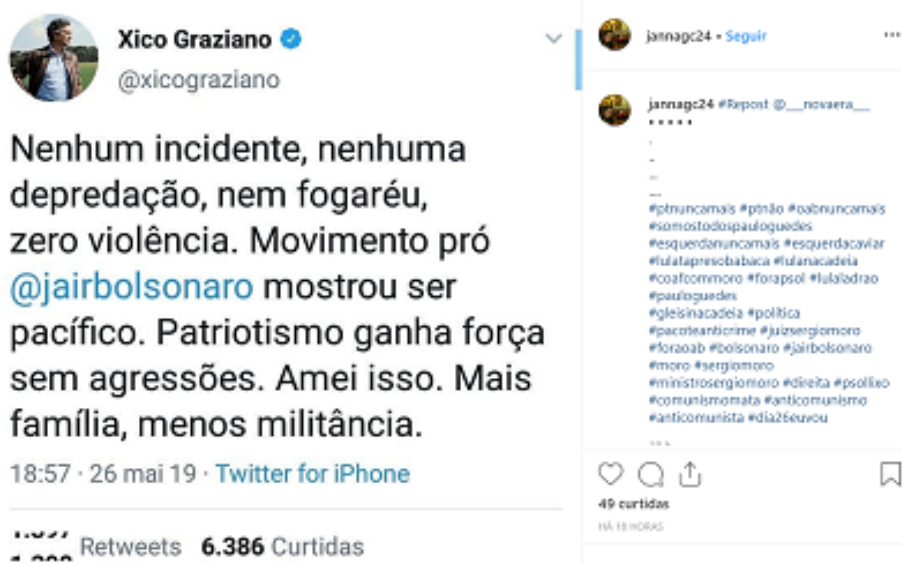 Xico Graziano
@xicograziano
Nenhum incidente, nenhuma
depredação, nem fogaréu,
zero violência. Movimento pró
@jairbolsonaro mostrou ser
pacífico. Patriotismo ganha força
sem agressões. Amei isso. Mais
família, menos militância.
18:57 · 26 mai 19 · Twitter for iPhone
Retweets 6.386 Curtidas
jannagc24 • Seguir
jannagc24 #Repost @___novaera___
• • • • •
#ptnuncamais #ptnão #oabnuncamais
#somostodospauloguedes
#esquerdanuncamais #esquerdacaviar
#lulatapresobabaca #lulanacadeia
#coafcommoro #forapsol #lulaladrao
#pauloguedes
#gleisinacadeia #política
#pacoteanticrime #juizsergiomoro
#foraoab #bolsonaro #jairbolsonaro
#moro #sergiomoro
#ministrosergiomoro #direita #psollixo
#comunismomata #anticomunismo
#anticomunista #dia26euvou
49 curtidas
HÁ 18 HORAS